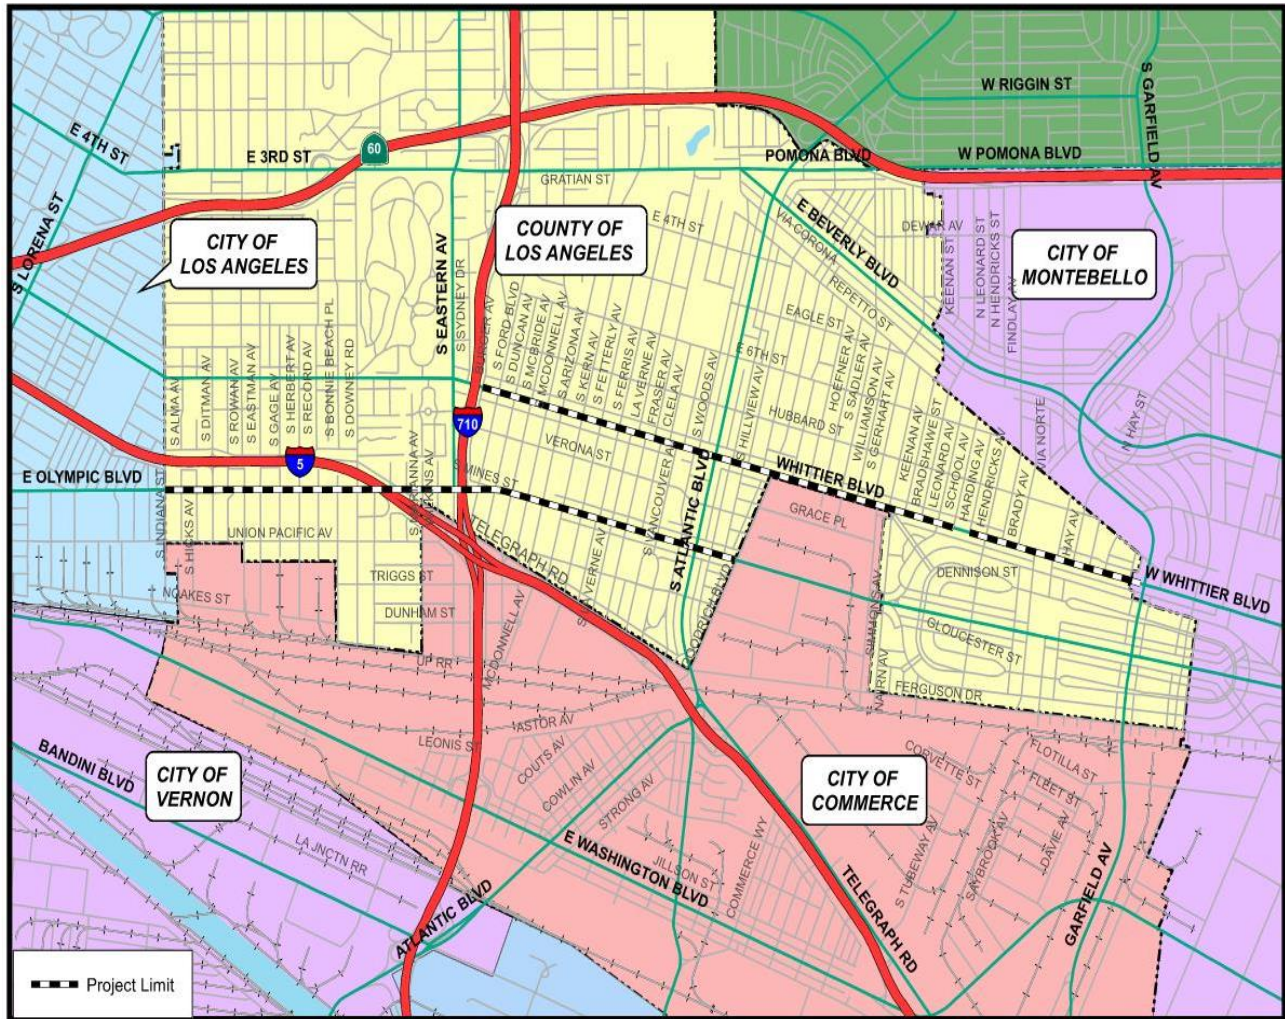 W RIGGIN ST
S GARFIELD AV
E 4TH ST
60
E 3RD ST
POMONA BLVD
W POMONA BLVD
GRATIAN ST
S LORENA ST
CITY OF
LOS ANGELES
COUNTY OF
LOS ANGELES
E 4TH ST
VIA CORONA
E BEVERLY BLVD
DEWAR AV
CITY OF
MONTEBELLO
KEENAN ST
N LEONARD ST
N HENDRICKS ST
FINDLAY AV
S EASTERN AV
S SYDNEY DR
REPETTO ST
EAGLE ST
E 6TH ST
HUBBARD ST
S ALMA AV
S DITMAN AV
S ROWAN AV
S EASTMAN AV
S GAGE AV
S HERBERT AV
S RECORD AV
S BONNIE BEACH PL
S DOWNEY RD
S FORD BLVD
S DUNCAN AV
S MCBRIDE AV
MCDONNELL AV
S ARIZONA AV
S KERN AV
S FETTERLY AV
S FERRIS AV
LA VERNE AV
FRASER AV
CLELA AV
S WOODS AV
S HILLVIEW AV
HOEFNER AV
S SADLER AV
WILLIAMSON AV
S GERHART AV
KEENAN AV
BRADSHAWE ST
LEONARD AV
SCHOOL AV
HARDING AV
HENDRICKS AV
BRADY AV
VIA NORTE
HAY AV
N HAY ST
710
5
VERONA ST
S MINES ST
WHITTIER BLVD
E OLYMPIC BLVD
S INDIANA ST
S HICKS AV
UNION PACIFIC AV
TELEGRAPH RD
S VANCOUVER AV
S ATLANTIC BLVD
GRACE PL
W WHITTIER BLVD
NOAKES ST
TRIGGS ST
DUNHAM ST
MCDONNELL AV
GOODRICH BLVD
SIMMONS AV
DENNISON ST
GLOUCESTER ST
UP RR
NAIRN AV
FERGUSON DR
ASTOR AV
LEONIS ST
COUTS AV
COWLIN AV
STRONG AV
BANDINI BLVD
CITY OF
VERNON
CITY OF
COMMERCE
CORVETTE ST
FLOTILLA ST
FLEET ST
DAVIE AV
SAYBROOK AV
S TUBEWAY AV
LA JNCTN RR
E WASHINGTON BLVD
JILLSON ST
COMMERCE WY
TELEGRAPH RD
GARFIELD AV
ATLANTIC BLVD
Project Limit